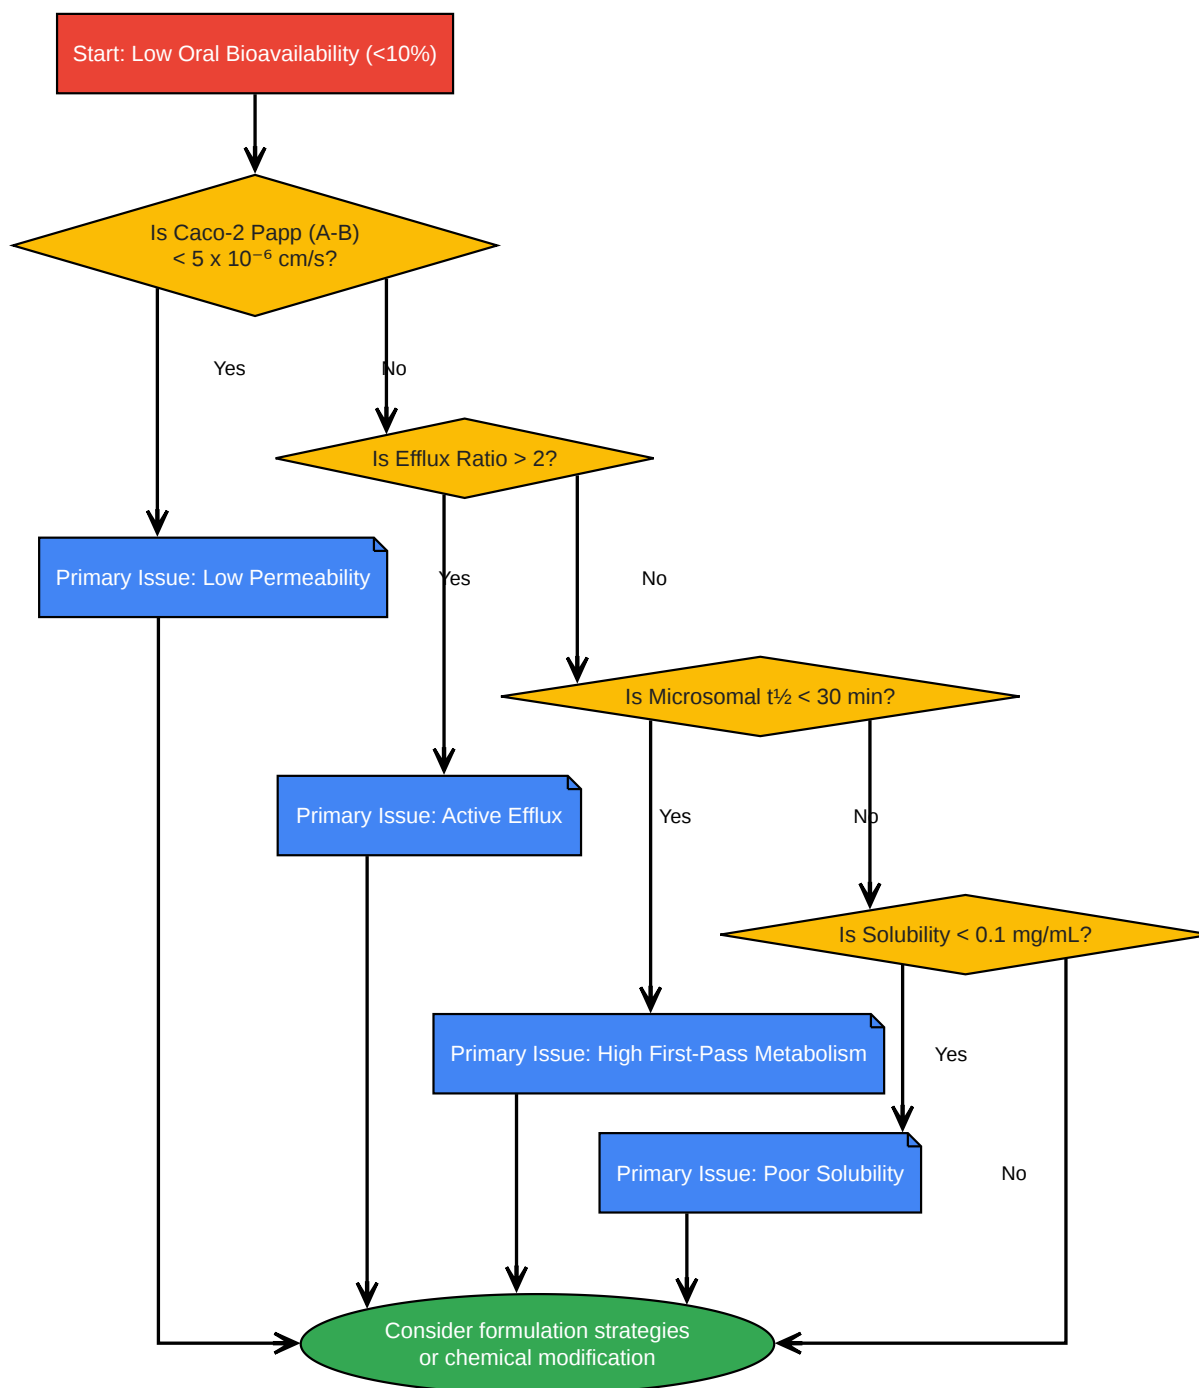 Start: Low Oral Bioavailability (<10%)
Is Caco-2 Papp (A-B)
< 5 x 10⁻⁶ cm/s?
Yes
No
Is Efflux Ratio > 2?
Primary Issue: Low Permeability
Yes
No
Is Microsomal t½ < 30 min?
Primary Issue: Active Efflux
Yes
No
Is Solubility < 0.1 mg/mL?
Primary Issue: High First-Pass Metabolism
Yes
Primary Issue: Poor Solubility
No
Consider formulation strategies
or chemical modification